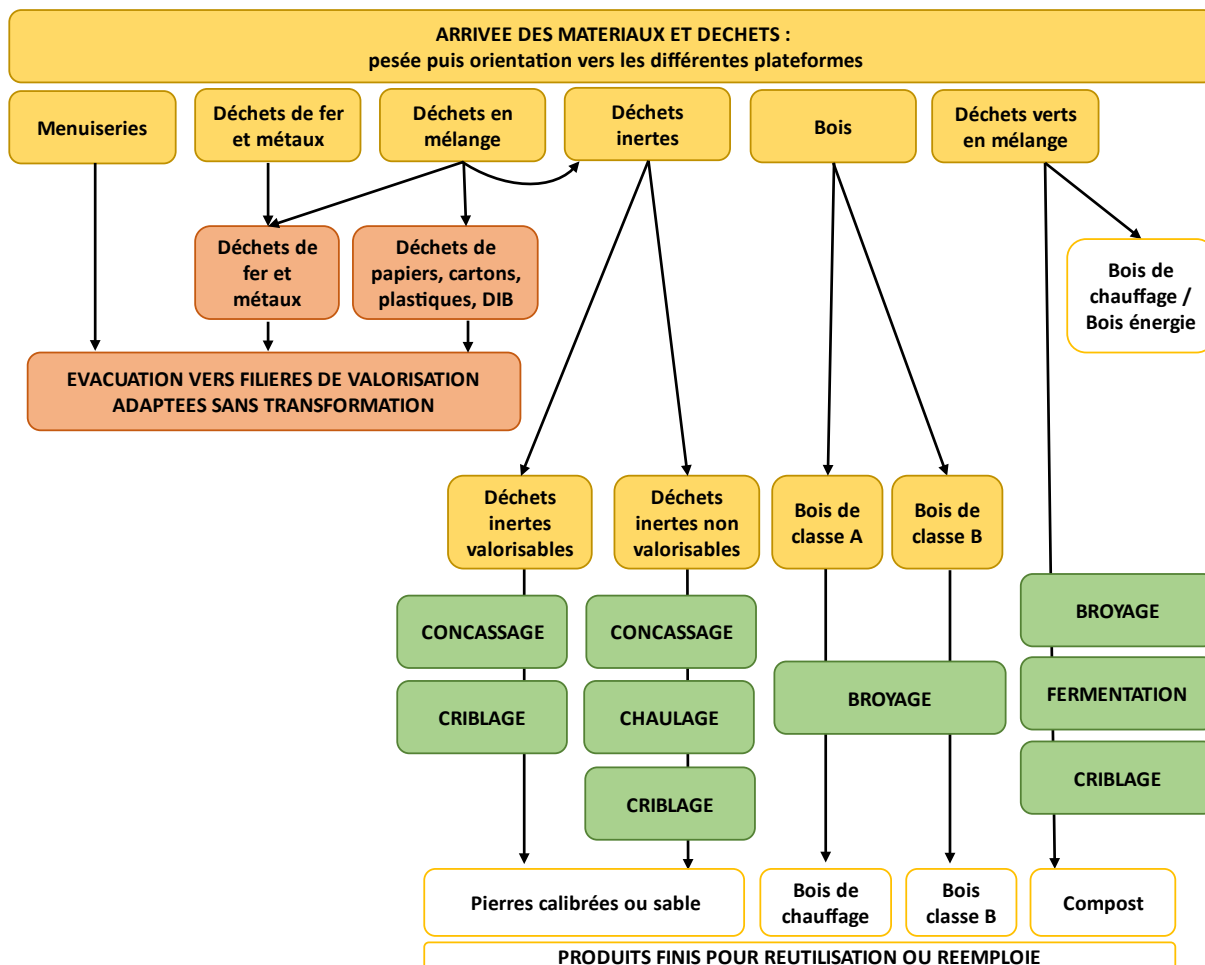 ARRIVEE DES MATERIAUX ET DECHETS :
pesée puis orientation vers les différentes plateformes
Menuiseries
Déchets de fer
et métaux
Déchets en
mélange
Déchets
inertes
Bois
Déchets verts
en mélange
Déchets de
fer et
métaux
Déchets de
papiers, cartons,
plastiques, DIB
Bois de
chauffage /
Bois énergie
EVACUATION VERS FILIERES DE VALORISATION
ADAPTEES SANS TRANSFORMATION
Déchets
inertes
valorisables
Déchets
inertes non
valorisables
Bois de
classe A
Bois de
classe B
CONCASSAGE
CONCASSAGE
BROYAGE
CRIBLAGE
CHAULAGE
BROYAGE
FERMENTATION
CRIBLAGE
CRIBLAGE
Pierres calibrées ou sable
Bois de
chauffage
Bois
classe B
Compost
PRODUITS FINIS POUR REUTILISATION OU REEMPLOIE